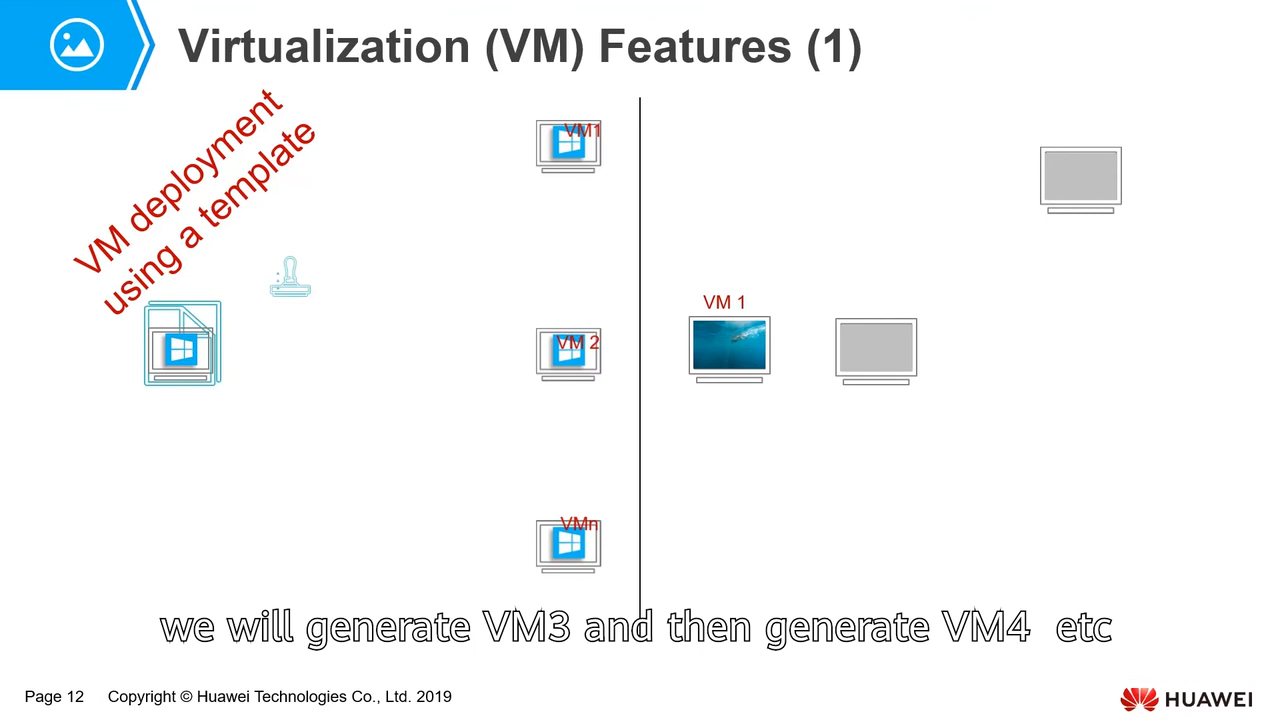 Virtualization (VM) Features (1)
VM deployment
using a template
VM1
VM 2
VMn
VM 1
we will generate VM3 and then generate VM4 etc
Page 12 Copyright © Huawei Technologies Co., Ltd. 2019
HUAWEI